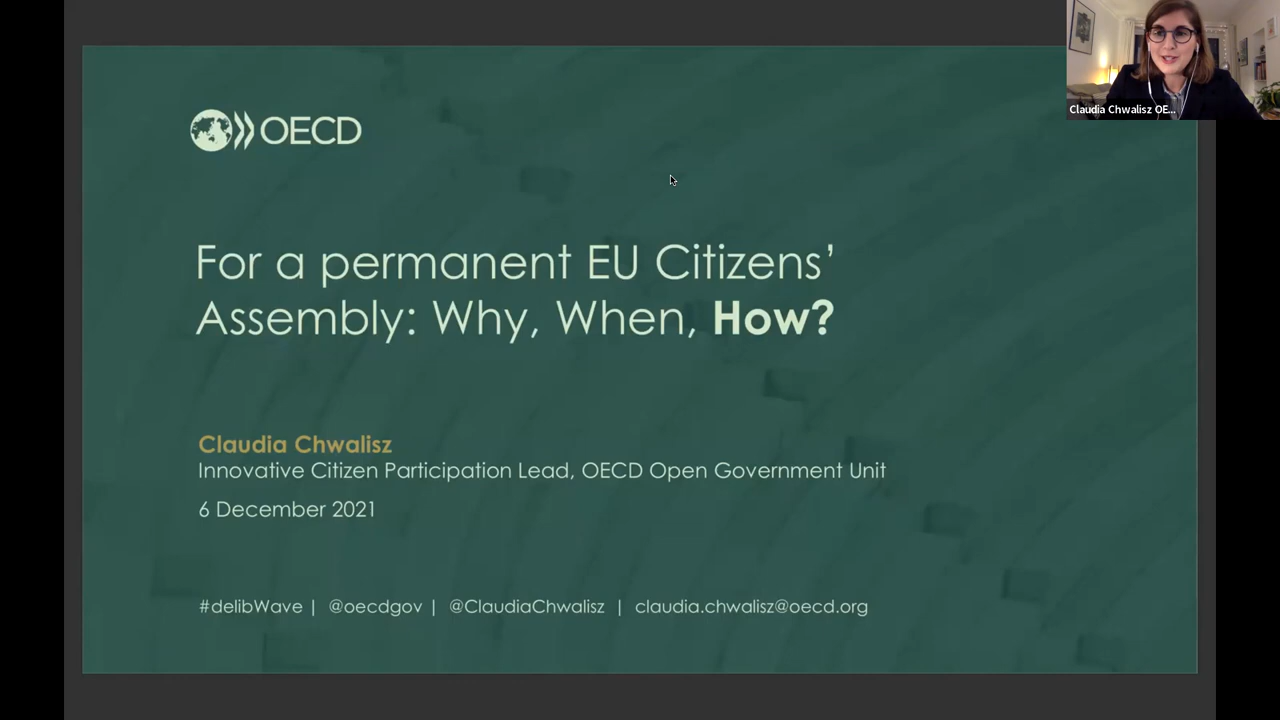 Claudia Chwalisz OE...
OECD
For a permanent EU Citizens’
Assembly: Why, When, How?
Claudia Chwalisz
Innovative Citizen Participation Lead, OECD Open Government Unit
6 December 2021
#delibWave | @oecdgov | @ClaudiaChwalisz | claudia.chwalisz@oecd.org